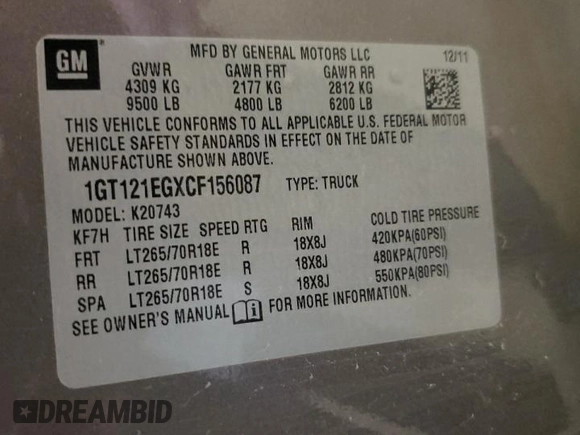 GM
MFD BY GENERAL MOTORS LLC 12/11
GVWR GAWR FRT GAWR RR
4309 KG 2177 KG 2812 KG
9500 LB 4800 LB 6200 LB
THIS VEHICLE CONFORMS TO ALL APPLICABLE U.S. FEDERAL MOTOR
VEHICLE SAFETY STANDARDS IN EFFECT ON THE DATE OF
MANUFACTURE SHOWN ABOVE.
1GT121EGXCF156087 TYPE: TRUCK
MODEL: K20743
KF7H TIRE SIZE SPEED RTG RIM COLD TIRE PRESSURE
FRT LT265/70R18E R 18X8J 420KPA(60PSI)
RR LT265/70R18E R 18X8J 480KPA(70PSI)
SPA LT265/70R18E S 18X8J 550KPA(80PSI)
SEE OWNER'S MANUAL FOR MORE INFORMATION.
DREAMBID